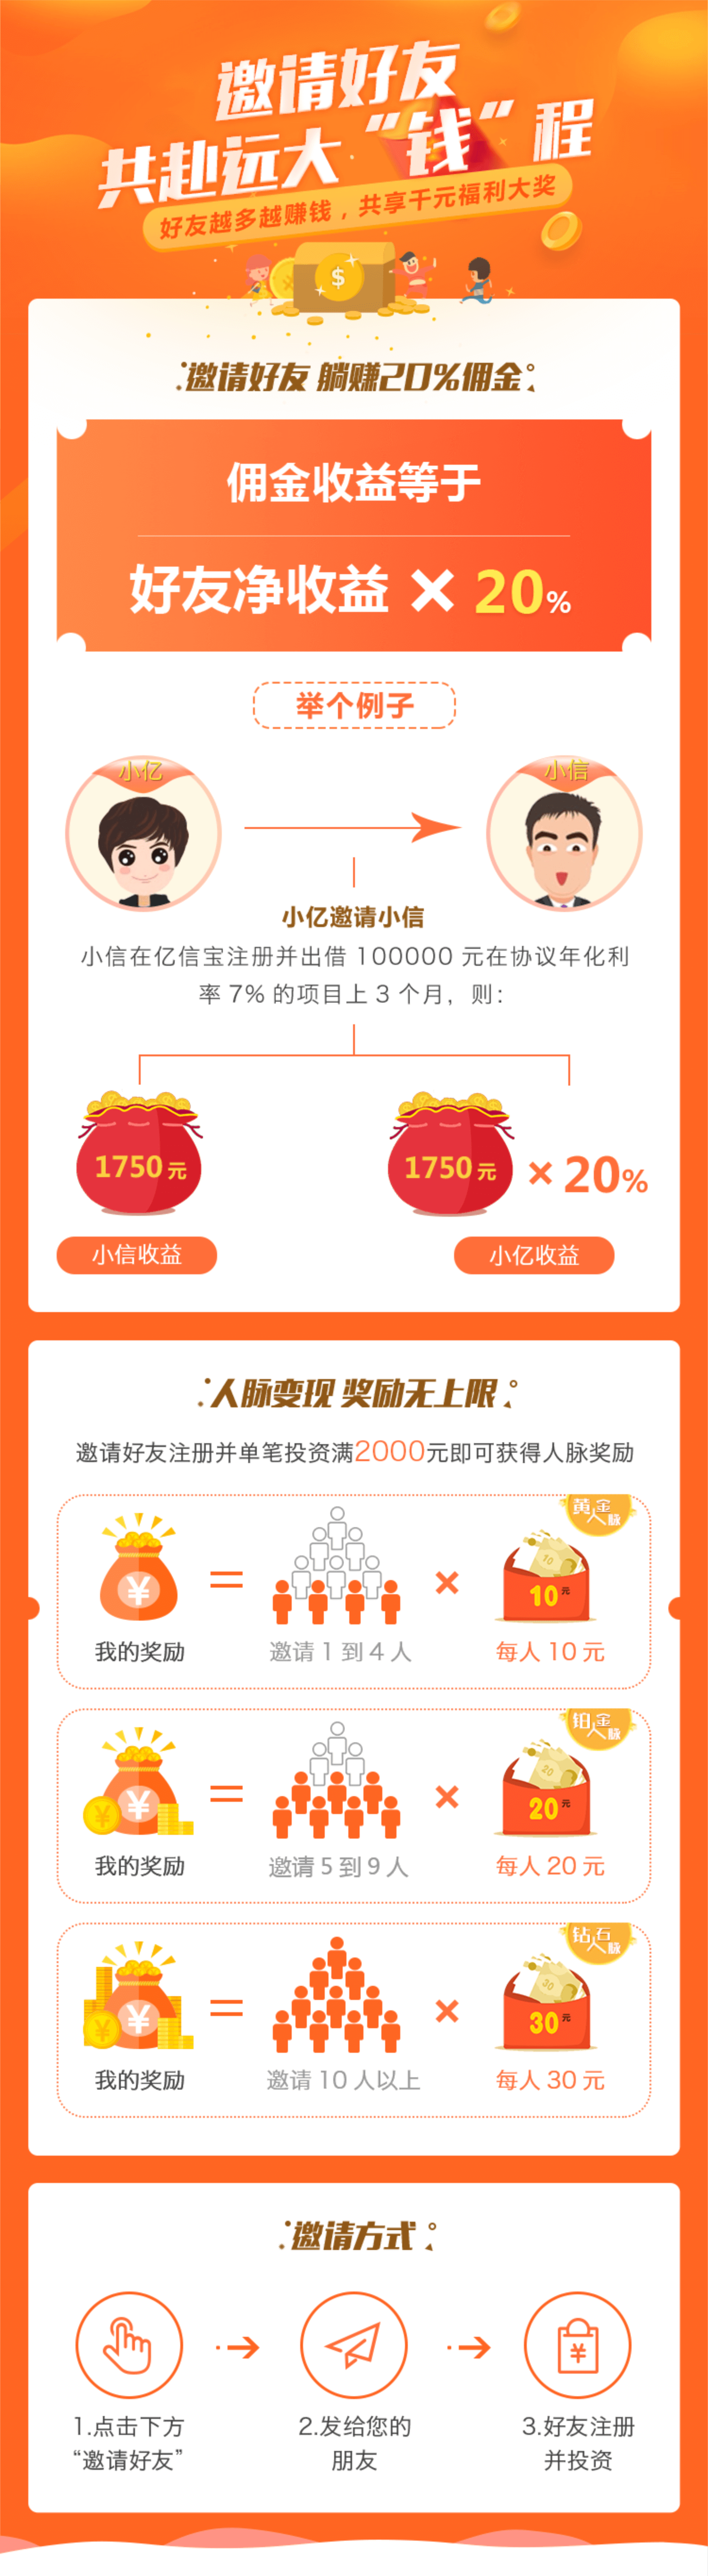 邀请好友
共赴远大“钱”程
好友越多越赚钱，共享千元福利大奖
$
邀请好友 躺赚20%佣金
佣金收益等于
好友净收益 × 20%
举个例子
小亿
小信
小亿邀请小信
小信在亿信宝注册并出借 100000 元在协议年化利
率 7% 的项目上 3 个月，则：
1750元
1750元 × 20%
小信收益
小亿收益
人脉变现 奖励无上限
邀请好友注册并单笔投资满2000元即可获得人脉奖励
黄金人脉
10
¥ = × 10元
我的奖励
邀请 1 到 4 人
每人 10 元
铂金人脉
20
¥ ¥ = × 20元
我的奖励
邀请 5 到 9 人
每人 20 元
钻石人脉
30
¥ ¥ = × 30元
我的奖励
邀请 10 人以上
每人 30 元
邀请方式
¥
1.点击下方
“邀请好友”
2.发给您的
朋友
3.好友注册
并投资